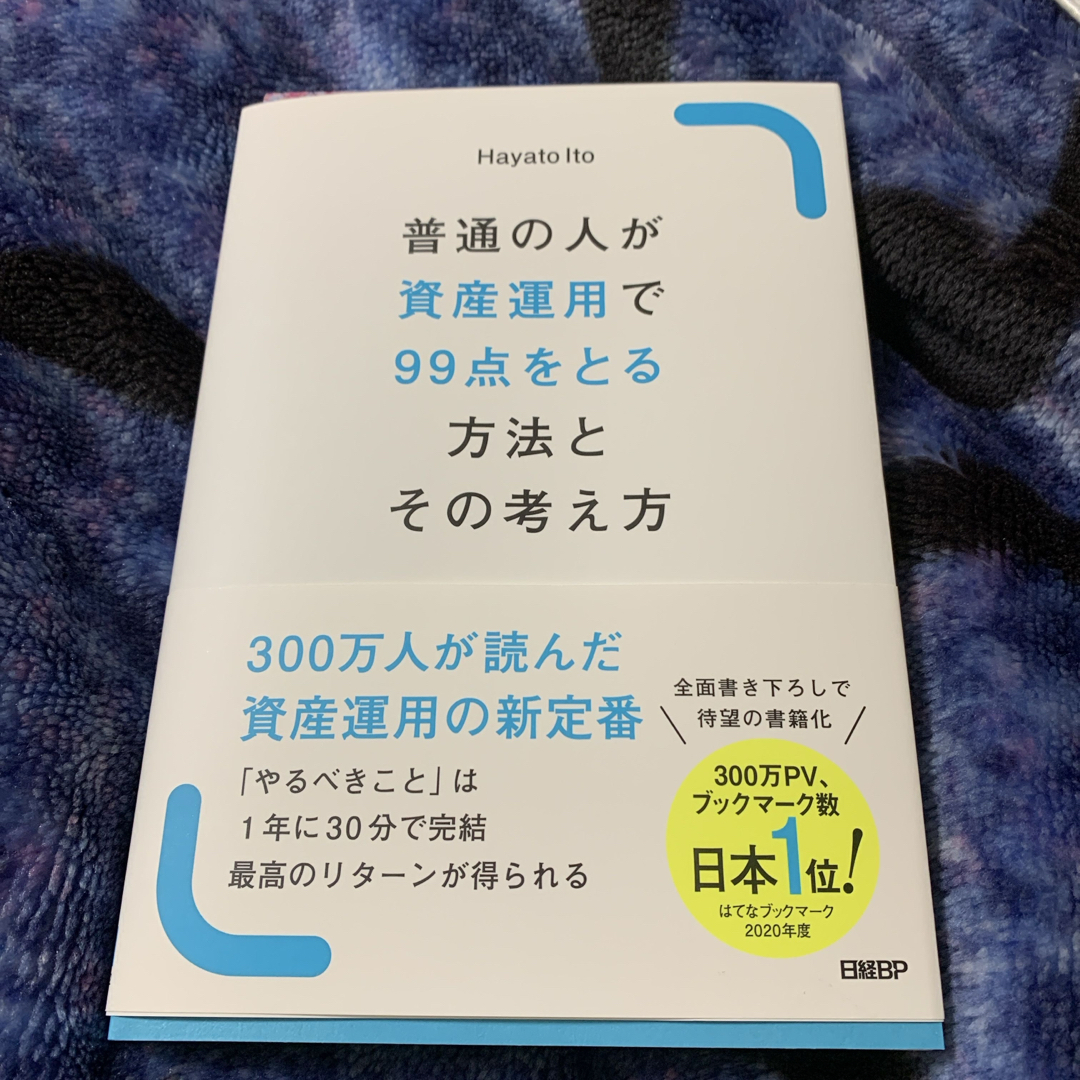 Hayato Ito
普通の人が
資産運用で
99点をとる
方法と
その考え方
300万人が読んだ
資産運用の新定番
「やるべきこと」は
1年に30分で完結
最高のリターンが得られる
全面書き下ろしで
待望の書籍化
300万PV、
ブックマーク数
日本1位!
はてなブックマーク
2020年度
日経BP